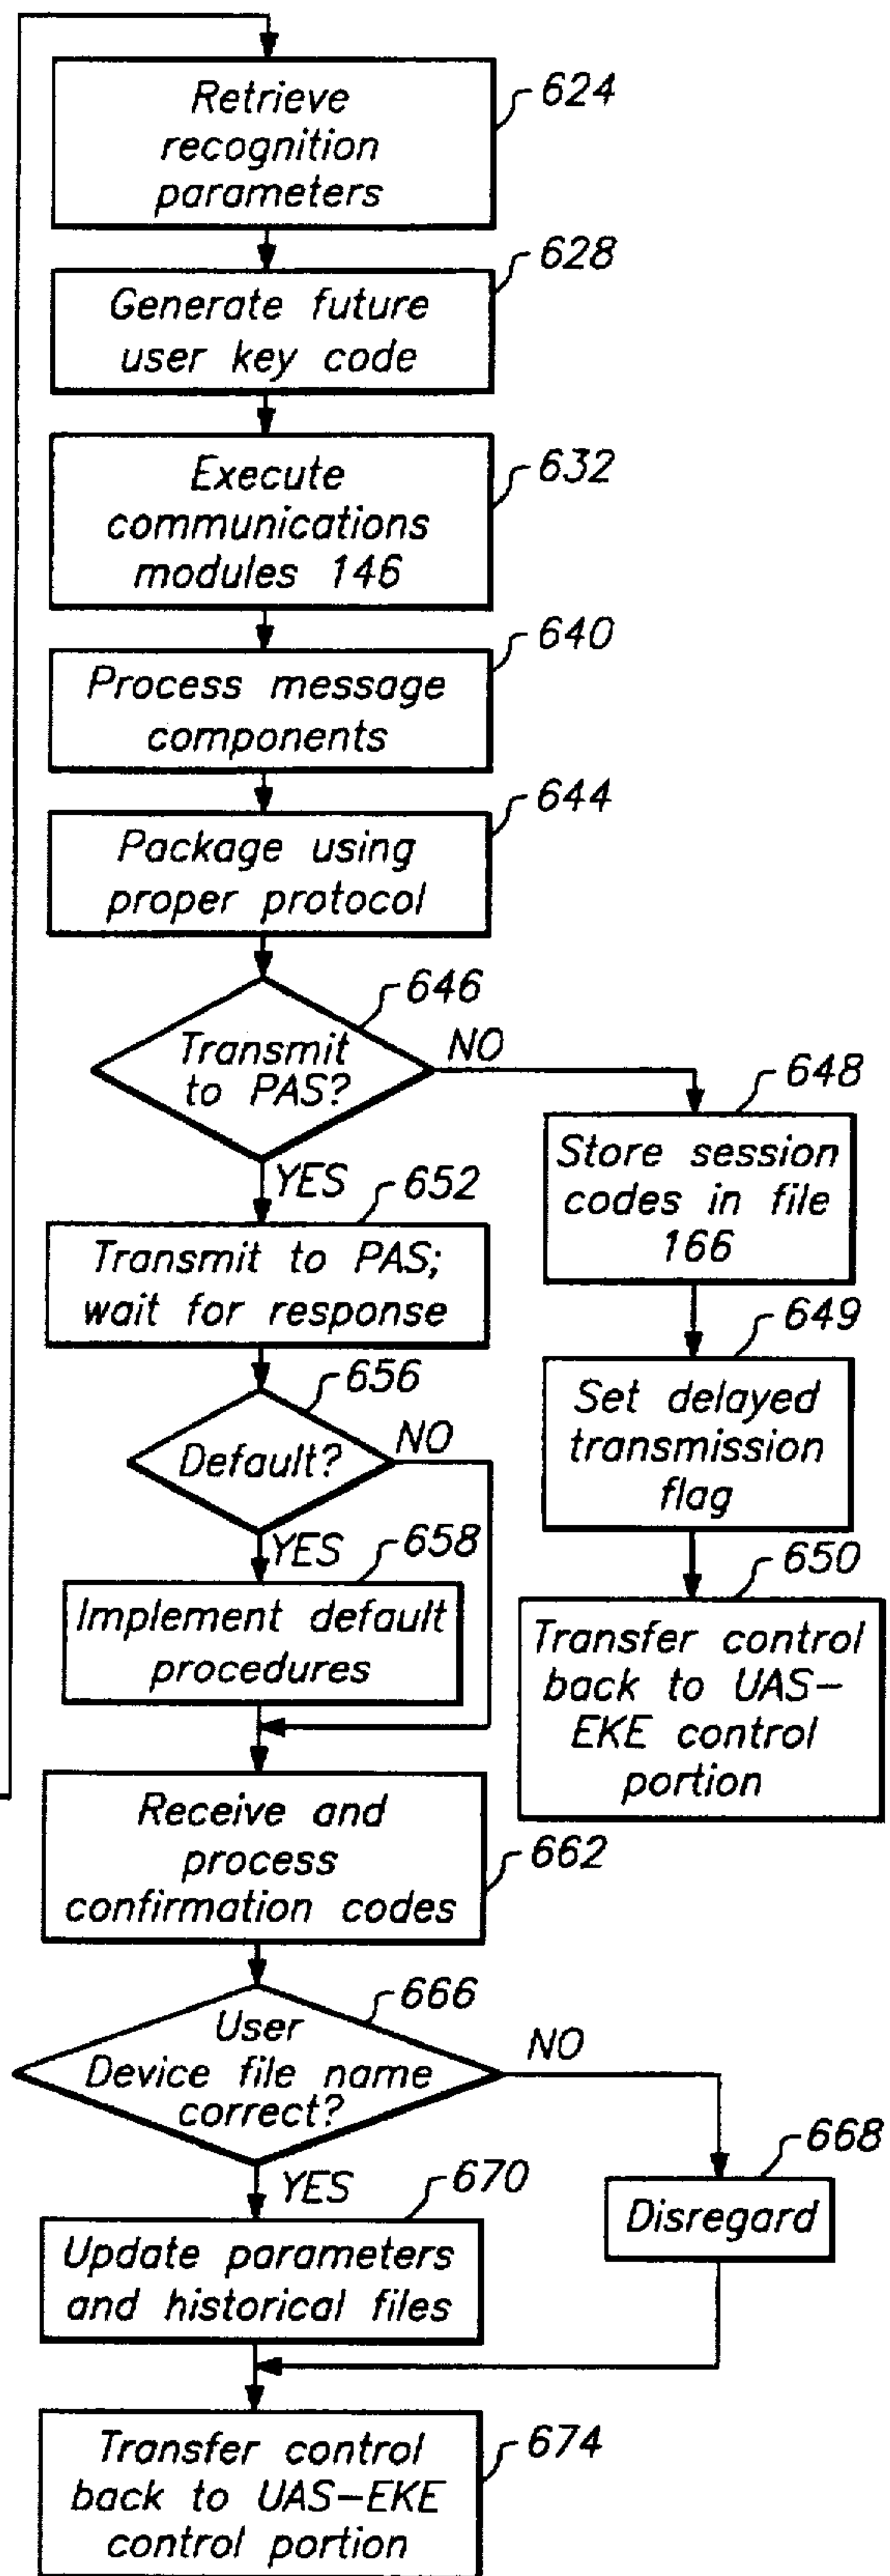 Retrieve
recognition
parameters
624
Generate future
user key code
628
Execute
communications
modules 146
632
Process message
components
640
Package using
proper protocol
644
Transmit
to PAS?
646
NO
YES
Store session
codes in file
166
648
Set delayed
transmission
flag
649
Transfer control
back to UAS-
EKE control
portion
650
Transmit to PAS;
wait for response
652
Default?
656
NO
YES
Implement default
procedures
658
Receive and
process
confirmation codes
662
User
Device file name
correct?
666
NO
YES
Disregard
668
Update parameters
and historical files
670
Transfer control
back to UAS-EKE
control portion
674